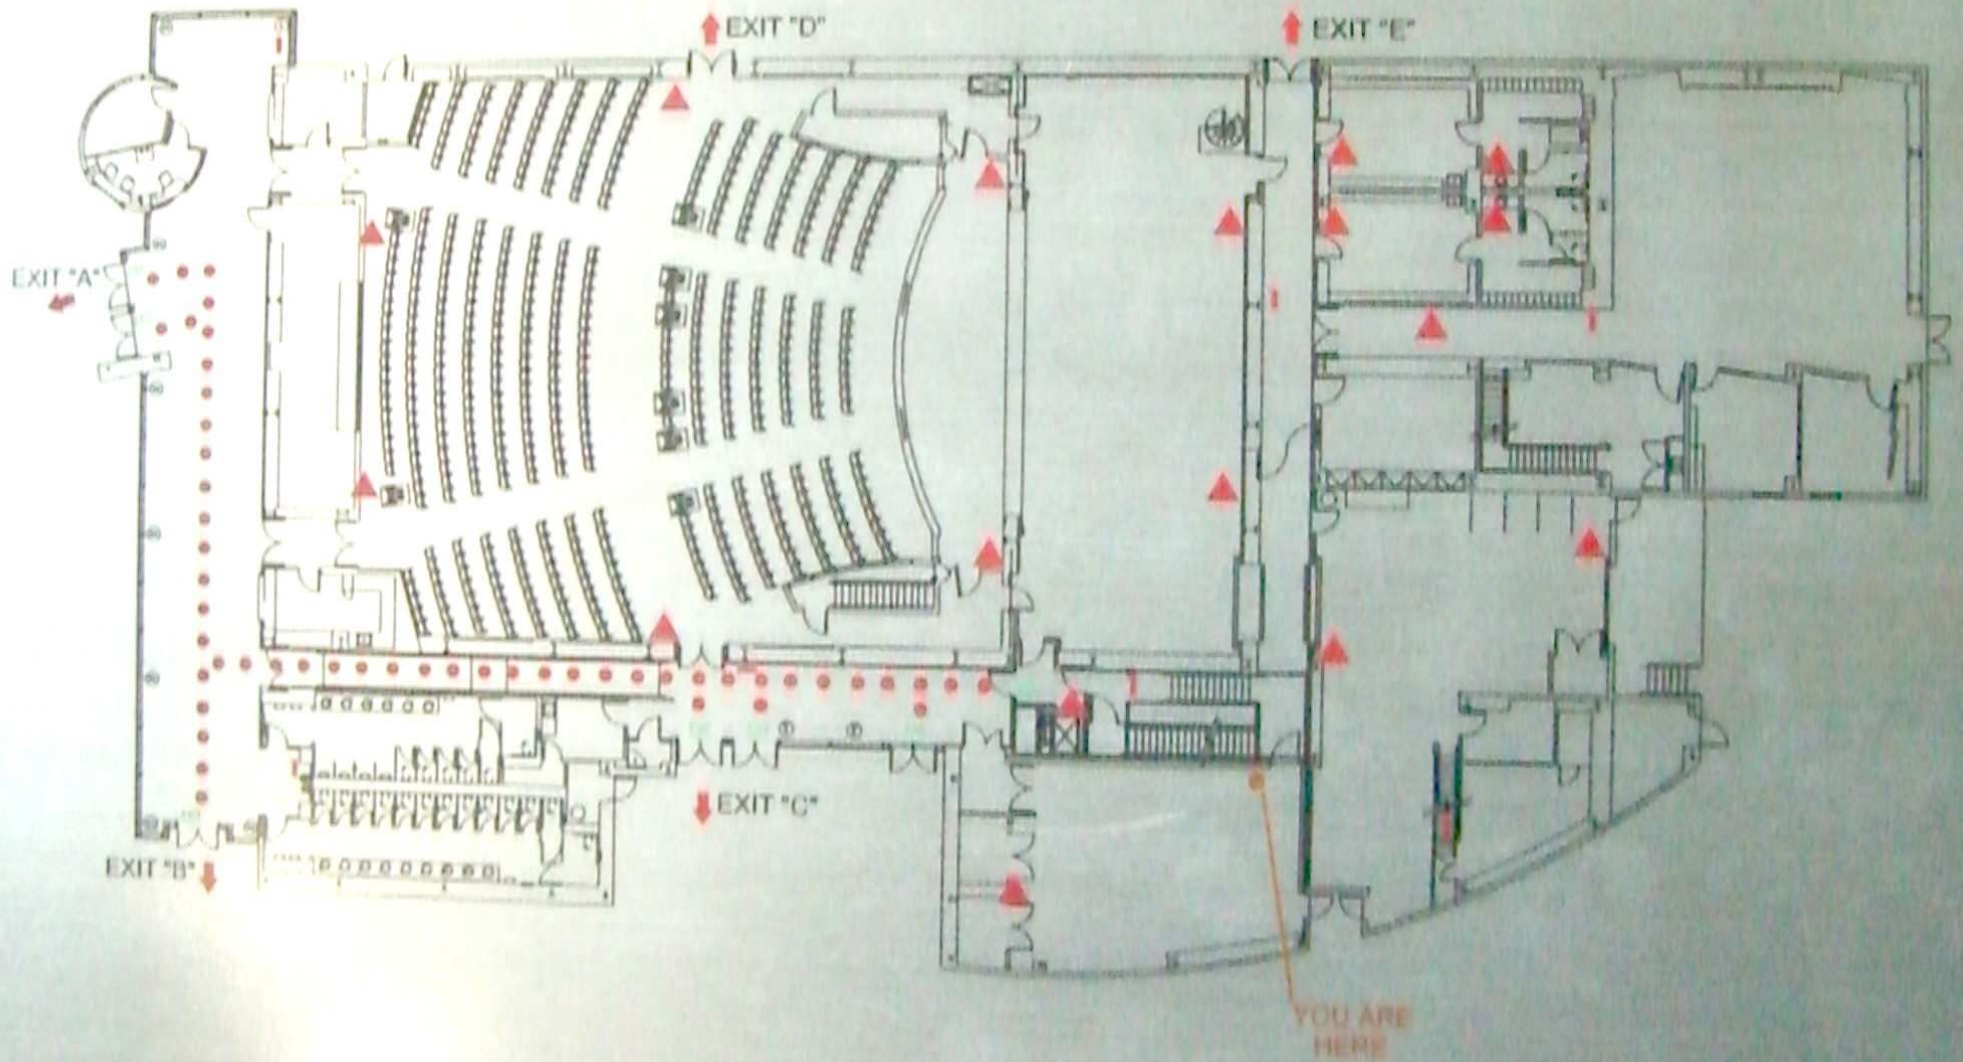 EXIT "D"
EXIT "E"
EXIT "A"
EXIT "C"
EXIT "B"
YOU ARE
HERE